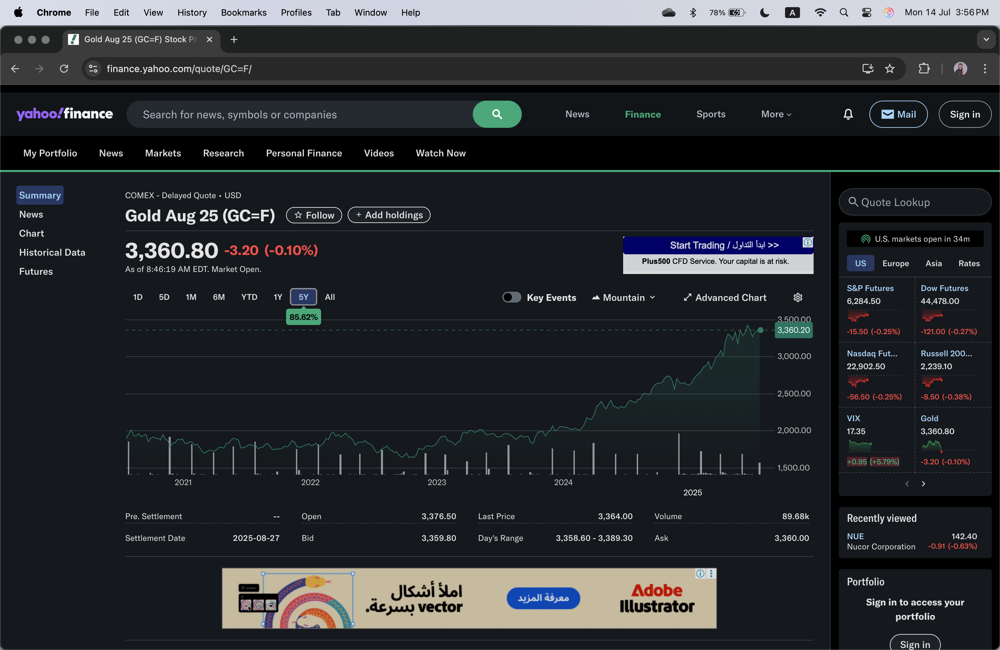 Chrome File Edit View History Bookmarks Profiles Tab Window Help 78% A Mon 14 Jul 3:56 PM
Gold Aug 25 (GC=F) Stock Pr
finance.yahoo.com/quote/GC=F/
yahoo!finance Search for news, symbols or companies News Finance Sports More Mail Sign in
My Portfolio News Markets Research Personal Finance Videos Watch Now
Summary
News
Chart
Historical Data
Futures
COMEX - Delayed Quote • USD
Gold Aug 25 (GC=F) Follow + Add holdings
3,360.80 -3.20 (-0.10%)
As of 8:46:19 AM EDT. Market Open.
Start Trading / ابدأ التداول >>
Plus500 CFD Service. Your capital is at risk.
1D 5D 1M 6M YTD 1Y 5Y All Key Events Mountain Advanced Chart
85.62%
3,500.00
3,360.20
3,000.00
2,500.00
2,000.00
1,500.00
2021 2022 2023 2024 2025
Pre. Settlement -- Open 3,376.50 Last Price 3,364.00 Volume 89.68k
Settlement Date 2025-08-27 Bid 3,359.80 Day's Range 3,358.60 - 3,389.30 Ask 3,360.00
املأ أشكال
vector بسرعة.
معرفة المزيد
Adobe
Illustrator
Quote Lookup
U.S. markets open in 34m
US Europe Asia Rates
S&P Futures Dow Futures
6,284.50 44,478.00
-15.50 (-0.25%) -121.00 (-0.27%)
Nasdaq Fut... Russell 200...
22,902.50 2,239.10
-56.50 (-0.25%) -8.50 (-0.38%)
VIX Gold
17.35 3,360.80
+0.95 (+5.79%) -3.20 (-0.10%)
Recently viewed
NUE 142.40
Nucor Corporation -0.91 (-0.63%)
Portfolio
Sign in to access your
portfolio
Sign in